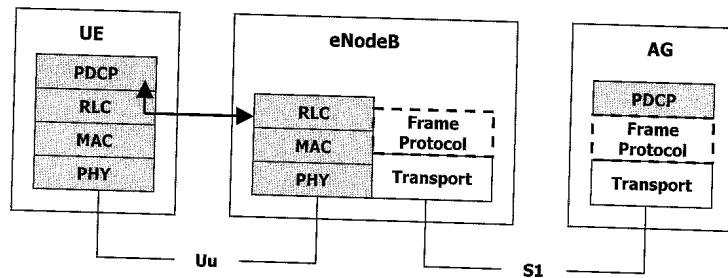 UE
PDCP
RLC
MAC
PHY
eNodeB
RLC
MAC
PHY
Frame
Protocol
Transport
AG
PDCP
Frame
Protocol
Transport
Uu
S1